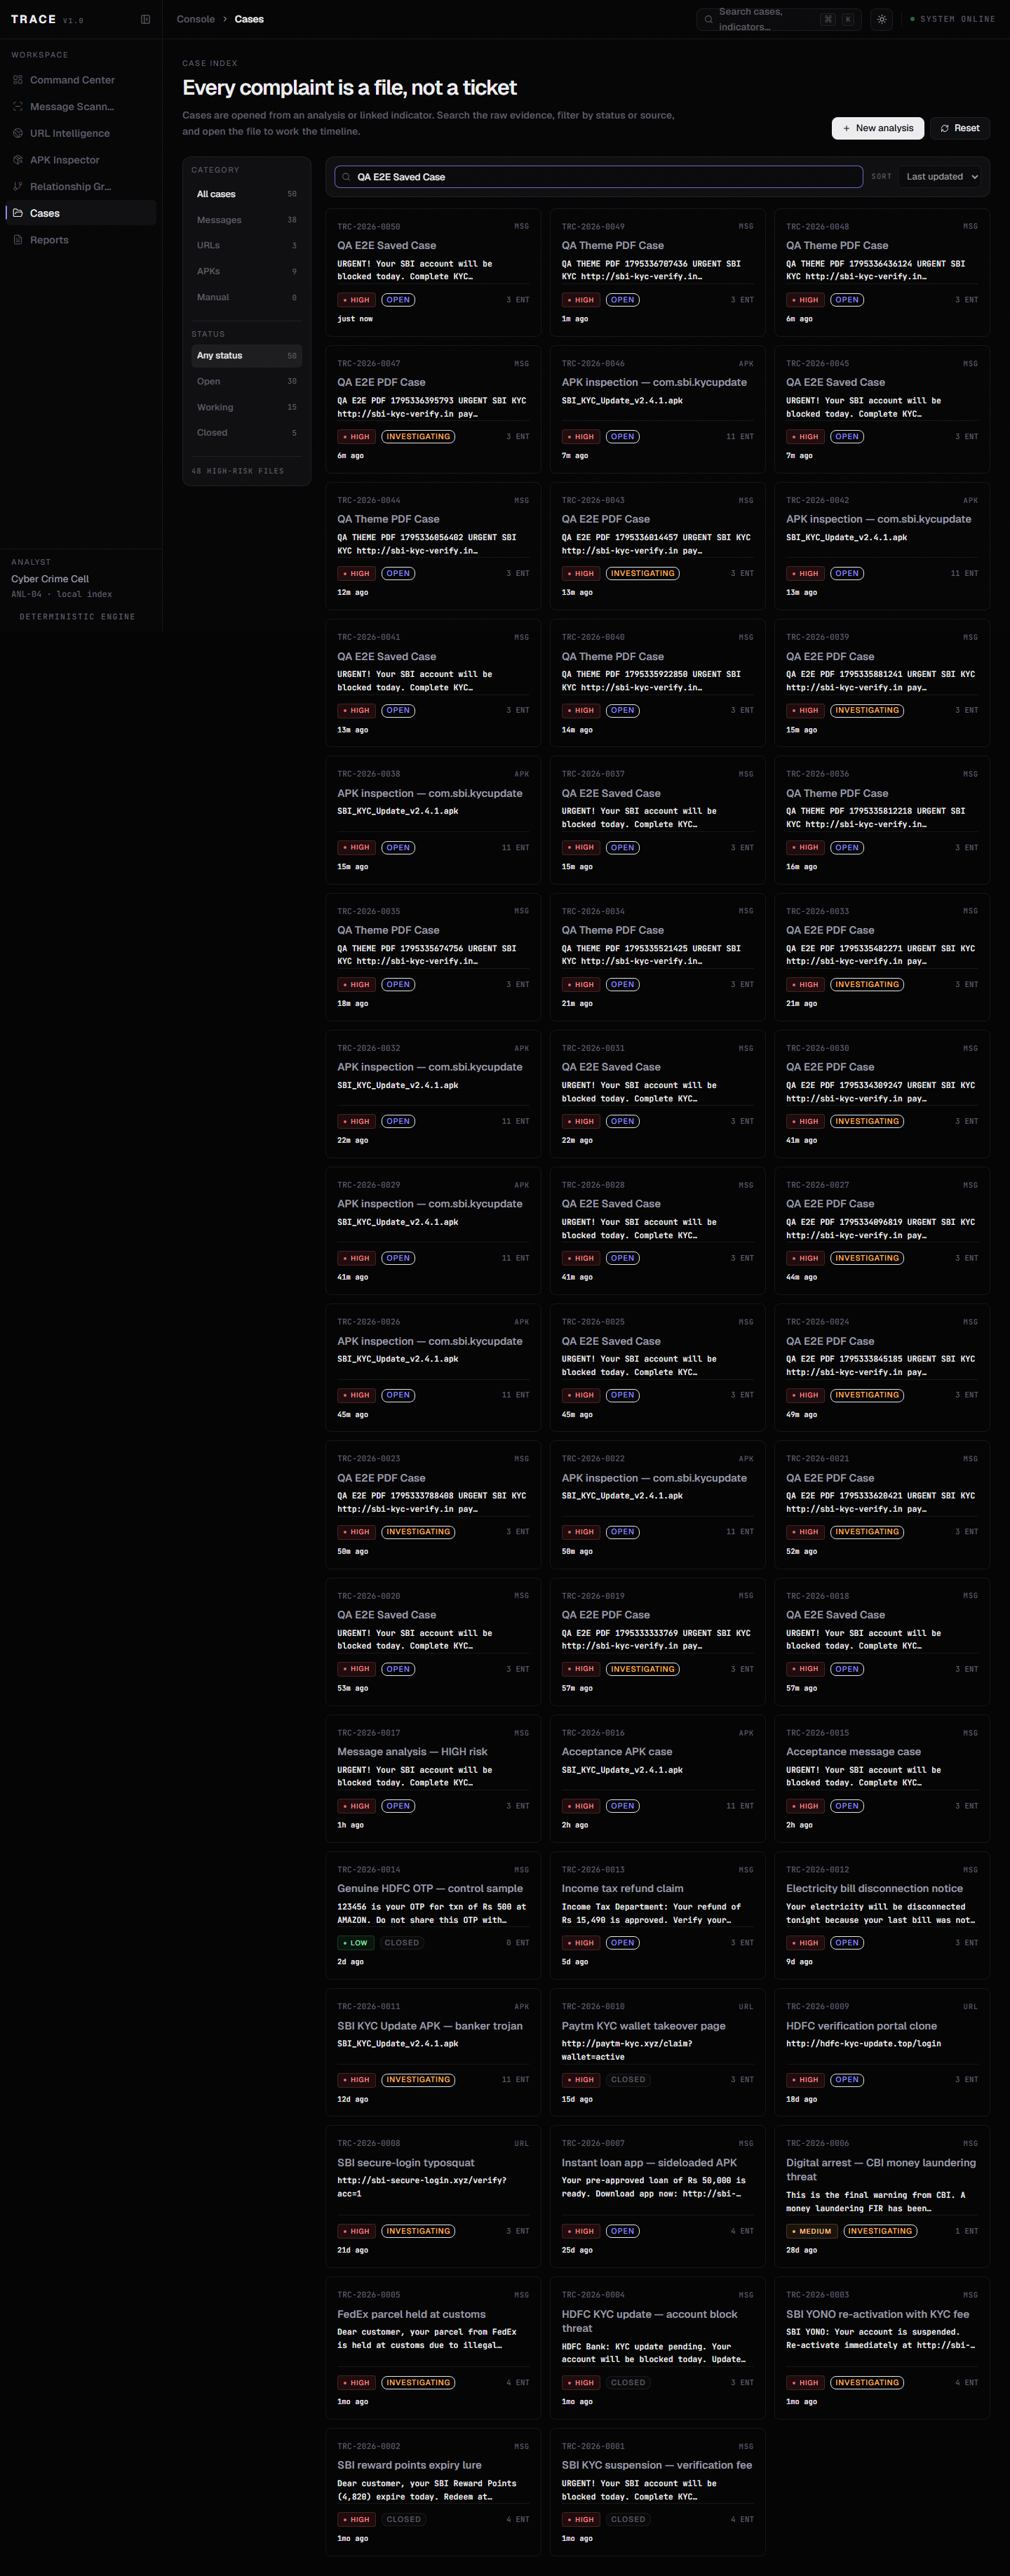 TRACE V1.0
WORKSPACE
Command Center
Message Scann...
URL Intelligence
APK Inspector
Relationship Gr...
Cases
Reports
ANALYST
Cyber Crime Cell
ANL-04 · local index
DETERMINISTIC ENGINE
Console > Cases
Search cases, indicators…
⌘ K
SYSTEM ONLINE
CASE INDEX
Every complaint is a file, not a ticket
Cases are opened from an analysis or linked indicator. Search the raw evidence, filter by status or source,
and open the file to work the timeline.
+ New analysis
Reset
CATEGORY
All cases 50
Messages 38
URLs 3
APKs 9
Manual 0
STATUS
Any status 50
Open 30
Working 15
Closed 5
48 HIGH-RISK FILES
QA E2E Saved Case
SORT Last updated
TRC-2026-0050 MSG
QA E2E Saved Case
URGENT! Your SBI account will be
blocked today. Complete KYC…
HIGH OPEN 3 ENT
just now
TRC-2026-0049 MSG
QA Theme PDF Case
QA THEME PDF 1795336707436 URGENT SBI
KYC http://sbi-kyc-verify.in…
HIGH OPEN 3 ENT
1m ago
TRC-2026-0048 MSG
QA Theme PDF Case
QA THEME PDF 1795336436124 URGENT SBI
KYC http://sbi-kyc-verify.in…
HIGH OPEN 3 ENT
6m ago
TRC-2026-0047 MSG
QA E2E PDF Case
QA E2E PDF 1795336395793 URGENT SBI KYC
http://sbi-kyc-verify.in pay…
HIGH INVESTIGATING 3 ENT
6m ago
TRC-2026-0046 APK
APK inspection — com.sbi.kycupdate
SBI_KYC_Update_v2.4.1.apk
HIGH OPEN 11 ENT
7m ago
TRC-2026-0045 MSG
QA E2E Saved Case
URGENT! Your SBI account will be
blocked today. Complete KYC…
HIGH OPEN 3 ENT
7m ago
TRC-2026-0044 MSG
QA Theme PDF Case
QA THEME PDF 1795336056402 URGENT SBI
KYC http://sbi-kyc-verify.in…
HIGH OPEN 3 ENT
12m ago
TRC-2026-0043 MSG
QA E2E PDF Case
QA E2E PDF 1795336014457 URGENT SBI KYC
http://sbi-kyc-verify.in pay…
HIGH INVESTIGATING 3 ENT
13m ago
TRC-2026-0042 APK
APK inspection — com.sbi.kycupdate
SBI_KYC_Update_v2.4.1.apk
HIGH OPEN 11 ENT
13m ago
TRC-2026-0041 MSG
QA E2E Saved Case
URGENT! Your SBI account will be
blocked today. Complete KYC…
HIGH OPEN 3 ENT
13m ago
TRC-2026-0040 MSG
QA Theme PDF Case
QA THEME PDF 1795335922850 URGENT SBI
KYC http://sbi-kyc-verify.in…
HIGH OPEN 3 ENT
14m ago
TRC-2026-0039 MSG
QA E2E PDF Case
QA E2E PDF 1795335881241 URGENT SBI KYC
http://sbi-kyc-verify.in pay…
HIGH INVESTIGATING 3 ENT
15m ago
TRC-2026-0038 APK
APK inspection — com.sbi.kycupdate
SBI_KYC_Update_v2.4.1.apk
HIGH OPEN 11 ENT
15m ago
TRC-2026-0037 MSG
QA E2E Saved Case
URGENT! Your SBI account will be
blocked today. Complete KYC…
HIGH OPEN 3 ENT
15m ago
TRC-2026-0036 MSG
QA Theme PDF Case
QA THEME PDF 1795335812218 URGENT SBI
KYC http://sbi-kyc-verify.in…
HIGH OPEN 3 ENT
16m ago
TRC-2026-0035 MSG
QA Theme PDF Case
QA THEME PDF 1795335674756 URGENT SBI
KYC http://sbi-kyc-verify.in…
HIGH OPEN 3 ENT
18m ago
TRC-2026-0034 MSG
QA Theme PDF Case
QA THEME PDF 1795335521425 URGENT SBI
KYC http://sbi-kyc-verify.in…
HIGH OPEN 3 ENT
21m ago
TRC-2026-0033 MSG
QA E2E PDF Case
QA E2E PDF 1795335482271 URGENT SBI KYC
http://sbi-kyc-verify.in pay…
HIGH INVESTIGATING 3 ENT
21m ago
TRC-2026-0032 APK
APK inspection — com.sbi.kycupdate
SBI_KYC_Update_v2.4.1.apk
HIGH OPEN 11 ENT
22m ago
TRC-2026-0031 MSG
QA E2E Saved Case
URGENT! Your SBI account will be
blocked today. Complete KYC…
HIGH OPEN 3 ENT
22m ago
TRC-2026-0030 MSG
QA E2E PDF Case
QA E2E PDF 1795334309247 URGENT SBI KYC
http://sbi-kyc-verify.in pay…
HIGH INVESTIGATING 3 ENT
41m ago
TRC-2026-0029 APK
APK inspection — com.sbi.kycupdate
SBI_KYC_Update_v2.4.1.apk
HIGH OPEN 11 ENT
41m ago
TRC-2026-0028 MSG
QA E2E Saved Case
URGENT! Your SBI account will be
blocked today. Complete KYC…
HIGH OPEN 3 ENT
41m ago
TRC-2026-0027 MSG
QA E2E PDF Case
QA E2E PDF 1795334096819 URGENT SBI KYC
http://sbi-kyc-verify.in pay…
HIGH INVESTIGATING 3 ENT
44m ago
TRC-2026-0026 APK
APK inspection — com.sbi.kycupdate
SBI_KYC_Update_v2.4.1.apk
HIGH OPEN 11 ENT
45m ago
TRC-2026-0025 MSG
QA E2E Saved Case
URGENT! Your SBI account will be
blocked today. Complete KYC…
HIGH OPEN 3 ENT
45m ago
TRC-2026-0024 MSG
QA E2E PDF Case
QA E2E PDF 1795333845185 URGENT SBI KYC
http://sbi-kyc-verify.in pay…
HIGH INVESTIGATING 3 ENT
49m ago
TRC-2026-0023 MSG
QA E2E PDF Case
QA E2E PDF 1795333788408 URGENT SBI KYC
http://sbi-kyc-verify.in pay…
HIGH INVESTIGATING 3 ENT
50m ago
TRC-2026-0022 APK
APK inspection — com.sbi.kycupdate
SBI_KYC_Update_v2.4.1.apk
HIGH OPEN 11 ENT
50m ago
TRC-2026-0021 MSG
QA E2E PDF Case
QA E2E PDF 1795333620421 URGENT SBI KYC
http://sbi-kyc-verify.in pay…
HIGH INVESTIGATING 3 ENT
52m ago
TRC-2026-0020 MSG
QA E2E Saved Case
URGENT! Your SBI account will be
blocked today. Complete KYC…
HIGH OPEN 3 ENT
53m ago
TRC-2026-0019 MSG
QA E2E PDF Case
QA E2E PDF 1795333333769 URGENT SBI KYC
http://sbi-kyc-verify.in pay…
HIGH INVESTIGATING 3 ENT
57m ago
TRC-2026-0018 MSG
QA E2E Saved Case
URGENT! Your SBI account will be
blocked today. Complete KYC…
HIGH OPEN 3 ENT
57m ago
TRC-2026-0017 MSG
Message analysis — HIGH risk
URGENT! Your SBI account will be
blocked today. Complete KYC…
HIGH OPEN 3 ENT
1h ago
TRC-2026-0016 APK
Acceptance APK case
SBI_KYC_Update_v2.4.1.apk
HIGH OPEN 11 ENT
2h ago
TRC-2026-0015 MSG
Acceptance message case
URGENT! Your SBI account will be
blocked today. Complete KYC…
HIGH OPEN 3 ENT
2h ago
TRC-2026-0014 MSG
Genuine HDFC OTP — control sample
123456 is your OTP for txn of Rs 500 at
AMAZON. Do not share this OTP with…
LOW CLOSED 0 ENT
2d ago
TRC-2026-0013 MSG
Income tax refund claim
Income Tax Department: Your refund of
Rs 15,490 is approved. Verify your…
HIGH OPEN 3 ENT
5d ago
TRC-2026-0012 MSG
Electricity bill disconnection notice
Your electricity will be disconnected
tonight because your last bill was not…
HIGH OPEN 3 ENT
9d ago
TRC-2026-0011 APK
SBI KYC Update APK — banker trojan
SBI_KYC_Update_v2.4.1.apk
HIGH INVESTIGATING 11 ENT
12d ago
TRC-2026-0010 URL
Paytm KYC wallet takeover page
http://paytm-kyc.xyz/claim?
wallet=active
HIGH CLOSED 3 ENT
15d ago
TRC-2026-0009 URL
HDFC verification portal clone
http://hdfc-kyc-update.top/login
HIGH OPEN 3 ENT
18d ago
TRC-2026-0008 URL
SBI secure-login typosquat
http://sbi-secure-login.xyz/verify?
acc=1
HIGH INVESTIGATING 3 ENT
21d ago
TRC-2026-0007 MSG
Instant loan app — sideloaded APK
Your pre-approved loan of Rs 50,000 is
ready. Download app now: http://sbi-…
HIGH OPEN 4 ENT
25d ago
TRC-2026-0006 MSG
Digital arrest — CBI money laundering
threat
This is the final warning from CBI. A
money laundering FIR has been…
MEDIUM INVESTIGATING 1 ENT
28d ago
TRC-2026-0005 MSG
FedEx parcel held at customs
Dear customer, your parcel from FedEx
is held at customs due to illegal…
HIGH INVESTIGATING 4 ENT
1mo ago
TRC-2026-0004 MSG
HDFC KYC update — account block
threat
HDFC Bank: KYC update pending. Your
account will be blocked today. Update…
HIGH CLOSED 3 ENT
1mo ago
TRC-2026-0003 MSG
SBI YONO re-activation with KYC fee
SBI YONO: Your account is suspended.
Re-activate immediately at http://sbi-…
HIGH INVESTIGATING 4 ENT
1mo ago
TRC-2026-0002 MSG
SBI reward points expiry lure
Dear customer, your SBI Reward Points
(4,820) expire today. Redeem at…
HIGH CLOSED 4 ENT
1mo ago
TRC-2026-0001 MSG
SBI KYC suspension — verification fee
URGENT! Your SBI account will be
blocked today. Complete KYC…
HIGH CLOSED 4 ENT
1mo ago